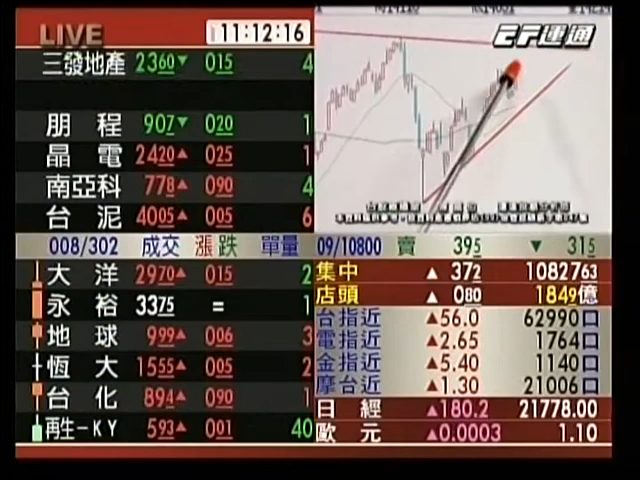 LIVE 11:12:16
三發地產 2360▼ 015 4
朋程 907▼ 020 1
晶電 2420▲ 025 1
南亞科 778▲ 090 4
台泥 4005▲ 005 6
008/302 成交 漲跌 單量
大洋 2970▲ 015 2
永裕 3375 = 1
地球 999▲ 006 3
恆大 1555▲ 005 2
台化 894▲ 090 1
再生-KY 593▲ 001 40
運通
09/10800 賣 395 ▼ 315
集中 ▲ 372 1082763
店頭 ▲ 080 1849億
台指近 ▲56.0 62990口
電指近 ▲2.65 1764口
金指近 ▲5.40 1140口
摩台近 ▲1.30 21006口
日經 ▲180.2 21778.00
歐元 ▲0.0003 1.10